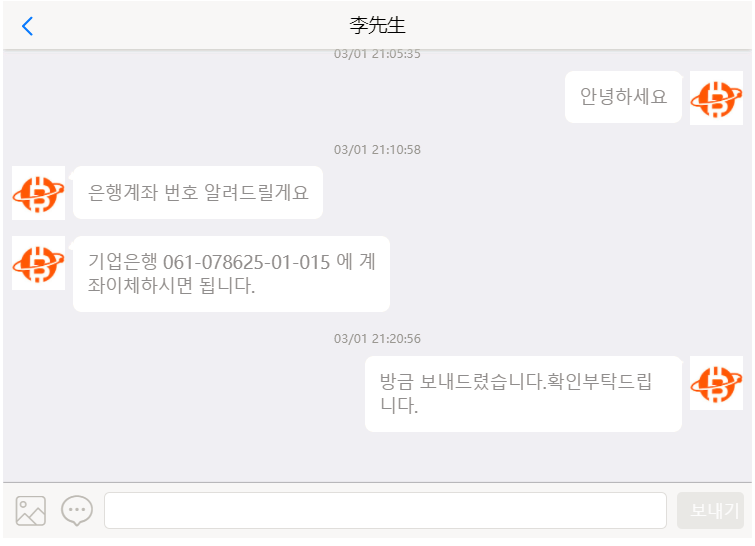 李先生
03/01 21:05:35
안녕하세요
03/01 21:10:58
은행계좌 번호 알려드릴게요
기업은행 061-078625-01-015 에 계
좌이체하시면 됩니다.
03/01 21:20:56
방금 보내드렸습니다.확인부탁드립
니다.
보내기